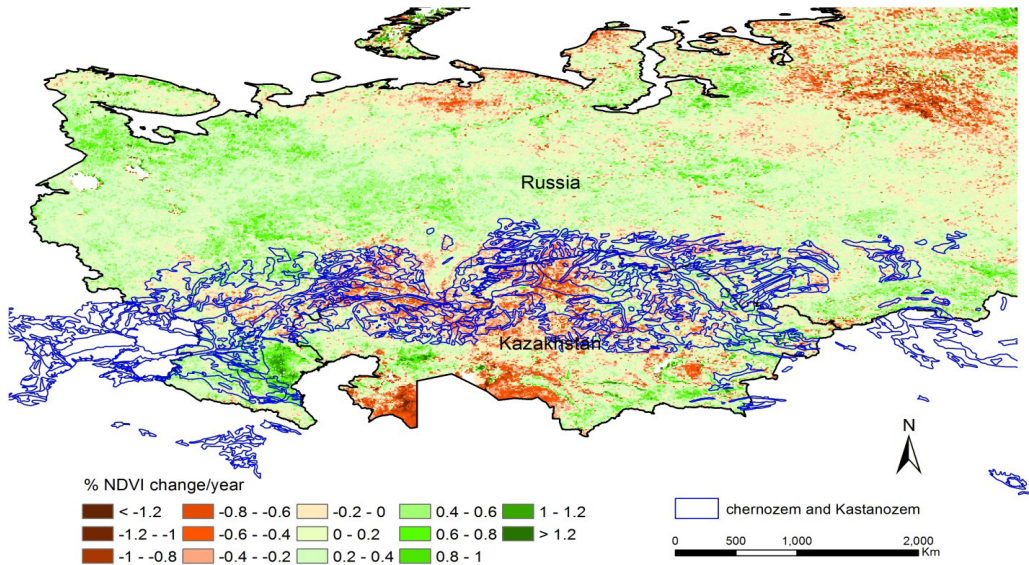 Russia
Kazakhstan
N
% NDVI change/year
< -1.2
-1.2 - -1
-1 - -0.8
-0.8 - -0.6
-0.6 - -0.4
-0.4 - -0.2
-0.2 - 0
0 - 0.2
0.2 - 0.4
0.4 - 0.6
0.6 - 0.8
0.8 - 1
1 - 1.2
> 1.2
chernozem and Kastanozem
0 500 1,000 2,000
Km